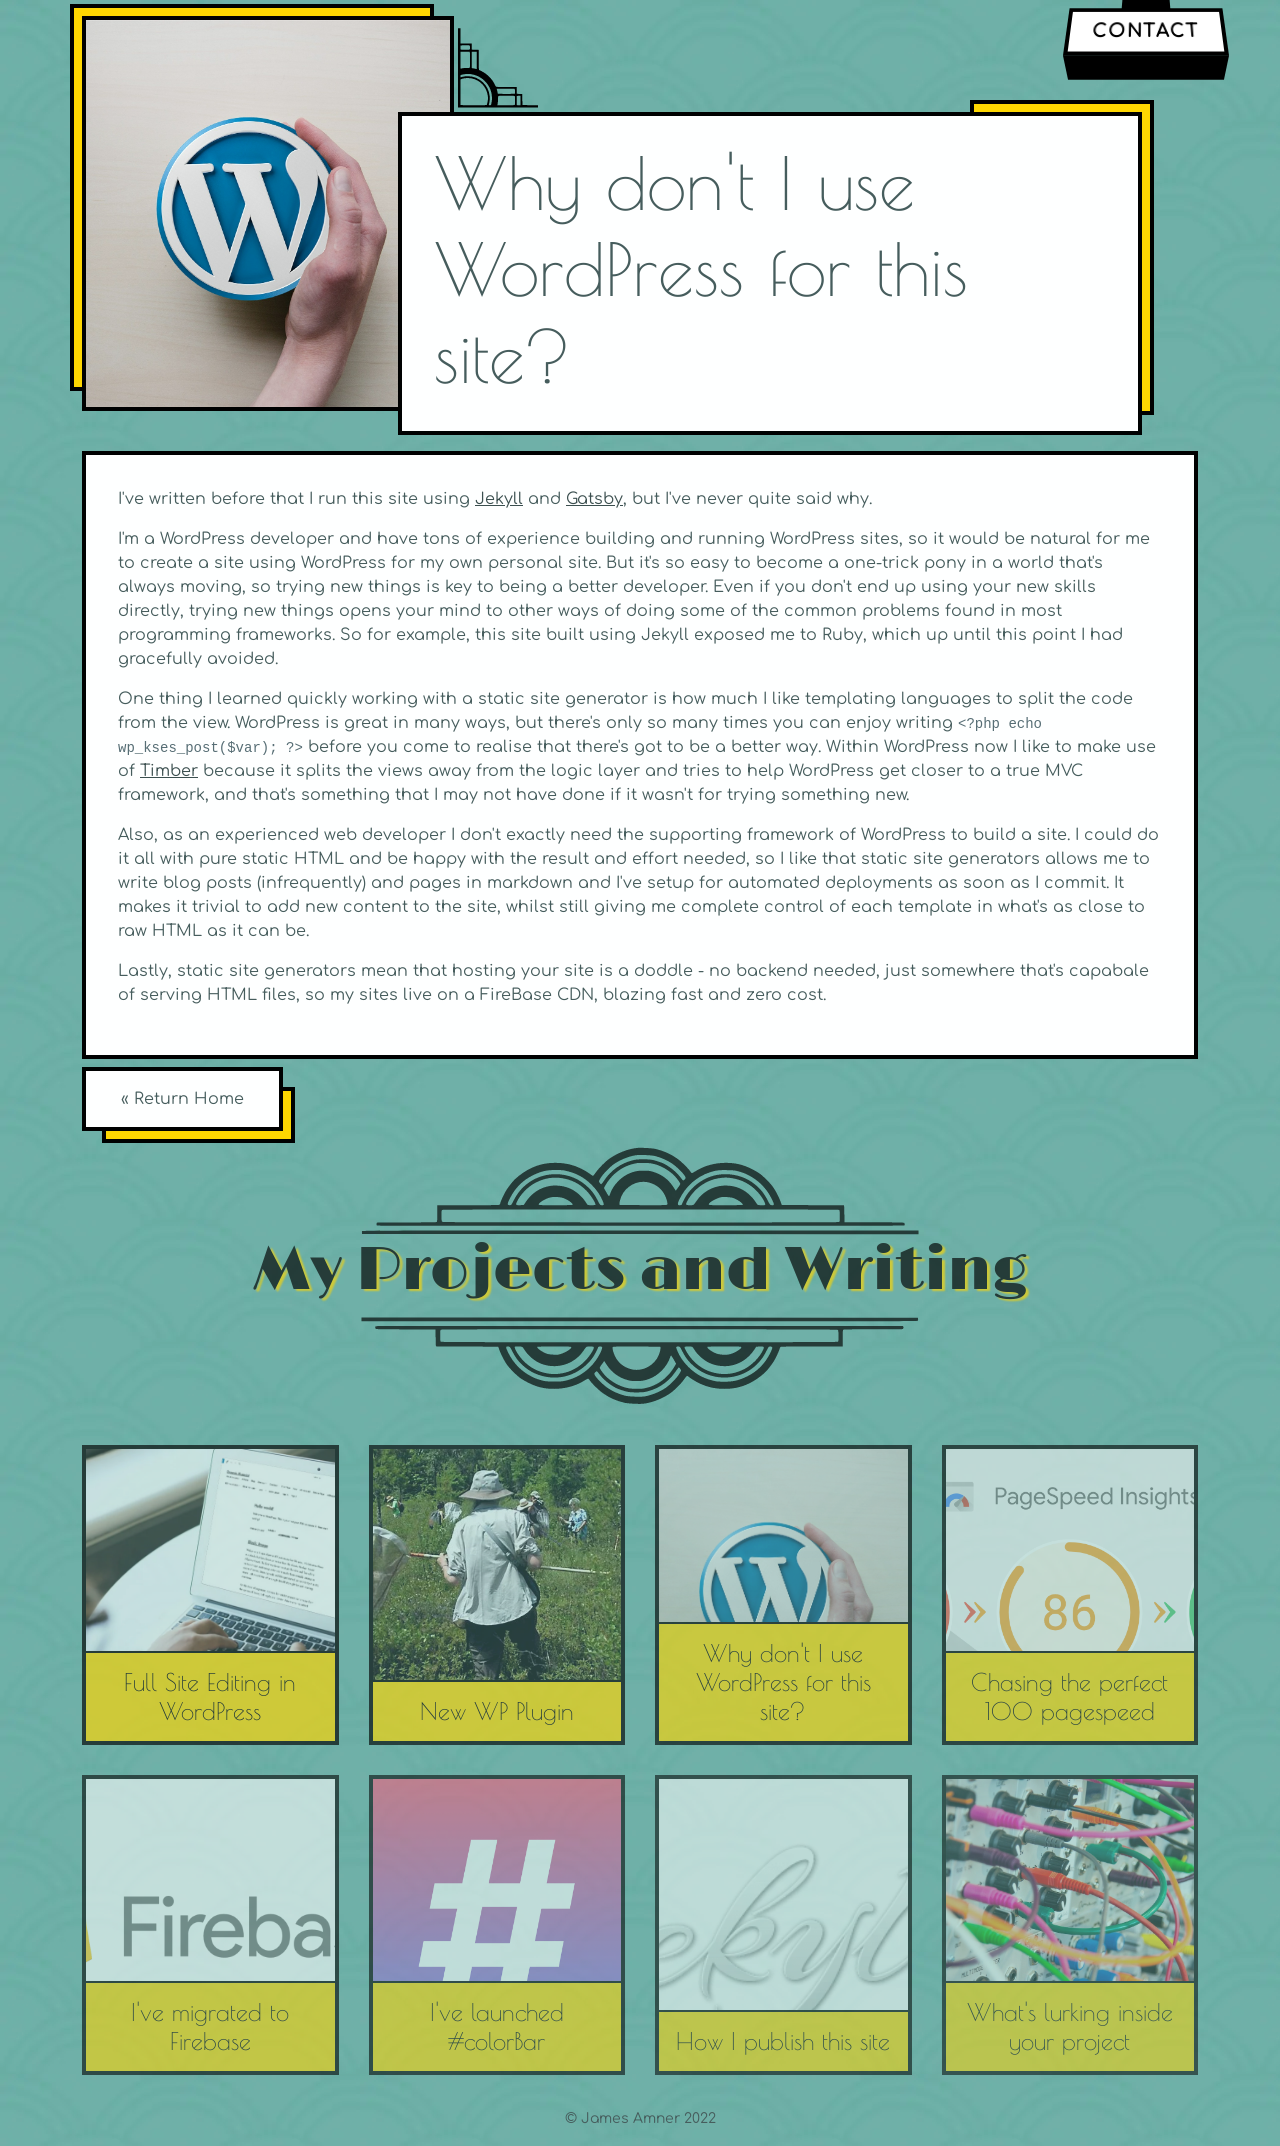 CONTACT
Why don't I use
WordPress for this
site?
I've written before that I run this site using Jekyll and Gatsby, but I've never quite said why.
I'm a WordPress developer and have tons of experience building and running WordPress sites, so it would be natural for me
to create a site using WordPress for my own personal site. But it's so easy to become a one-trick pony in a world that's
always moving, so trying new things is key to being a better developer. Even if you don't end up using your new skills
directly, trying new things opens your mind to other ways of doing some of the common problems found in most
programming frameworks. So for example, this site built using Jekyll exposed me to Ruby, which up until this point I had
gracefully avoided.
One thing I learned quickly working with a static site generator is how much I like templating languages to split the code
from the view. WordPress is great in many ways, but there's only so many times you can enjoy writing <?php echo
wp_kses_post($var); ?> before you come to realise that there's got to be a better way. Within WordPress now I like to make use
of Timber because it splits the views away from the logic layer and tries to help WordPress get closer to a true MVC
framework, and that's something that I may not have done if it wasn't for trying something new.
Also, as an experienced web developer I don't exactly need the supporting framework of WordPress to build a site. I could do
it all with pure static HTML and be happy with the result and effort needed, so I like that static site generators allows me to
write blog posts (infrequently) and pages in markdown and I've setup for automated deployments as soon as I commit. It
makes it trivial to add new content to the site, whilst still giving me complete control of each template in what's as close to
raw HTML as it can be.
Lastly, static site generators mean that hosting your site is a doddle - no backend needed, just somewhere that's capabale
of serving HTML files, so my sites live on a FireBase CDN, blazing fast and zero cost.
« Return Home
My Projects and Writing
PageSpeed Insights
86
Full Site Editing in
WordPress
New WP Plugin
Why don't I use
WordPress for this
site?
Chasing the perfect
100 pagespeed
Fireba
#
ekyl
I've migrated to
Firebase
I've launched
#colorBar
How I publish this site
What's lurking inside
your project
© James Amner 2022